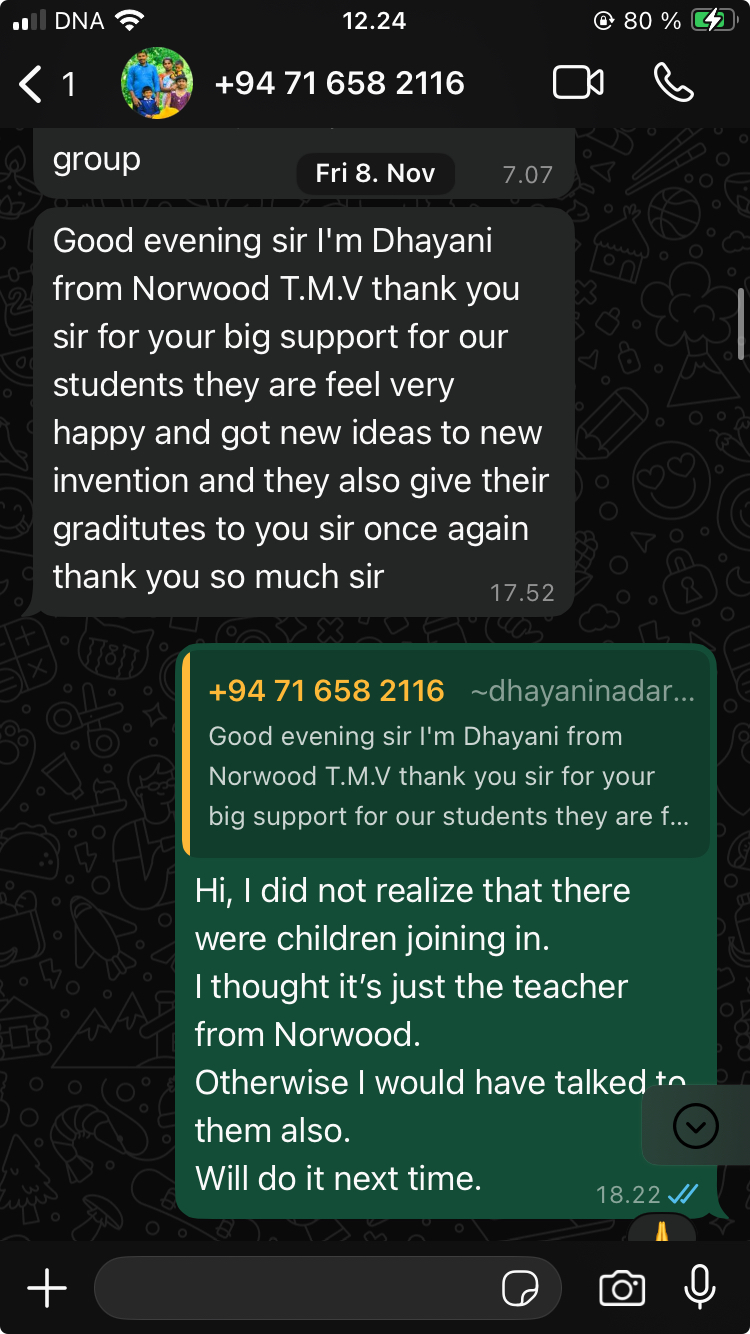 DNA
12.24
80 %
1
+94 71 658 2116
group
7.07
Fri 8. Nov
Good evening sir I'm Dhayani
from Norwood T.M.V thank you
sir for your big support for our
students they are feel very
happy and got new ideas to new
invention and they also give their
graditutes to you sir once again
thank you so much sir
17.52
+94 71 658 2116 ~dhayaninadar...
Good evening sir I'm Dhayani from
Norwood T.M.V thank you sir for your
big support for our students they are f...
Hi, I did not realize that there
were children joining in.
I thought it’s just the teacher
from Norwood.
Otherwise I would have talked to
them also.
Will do it next time.
18.22